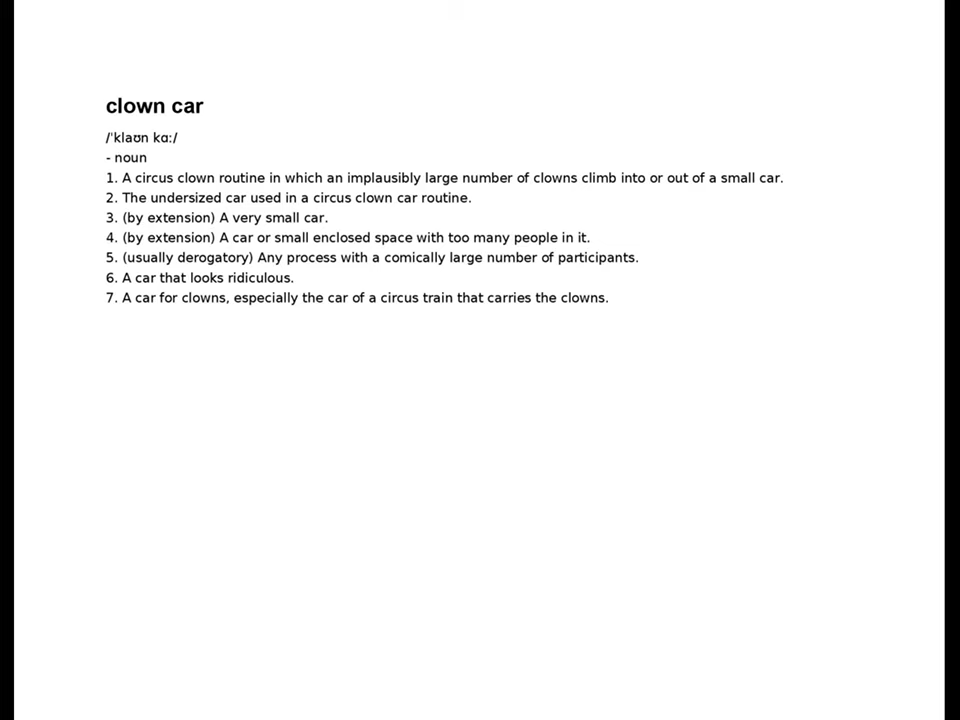 clown car
/ˈklaʊn kɑː/
- noun
1. A circus clown routine in which an implausibly large number of clowns climb into or out of a small car.
2. The undersized car used in a circus clown car routine.
3. (by extension) A very small car.
4. (by extension) A car or small enclosed space with too many people in it.
5. (usually derogatory) Any process with a comically large number of participants.
6. A car that looks ridiculous.
7. A car for clowns, especially the car of a circus train that carries the clowns.